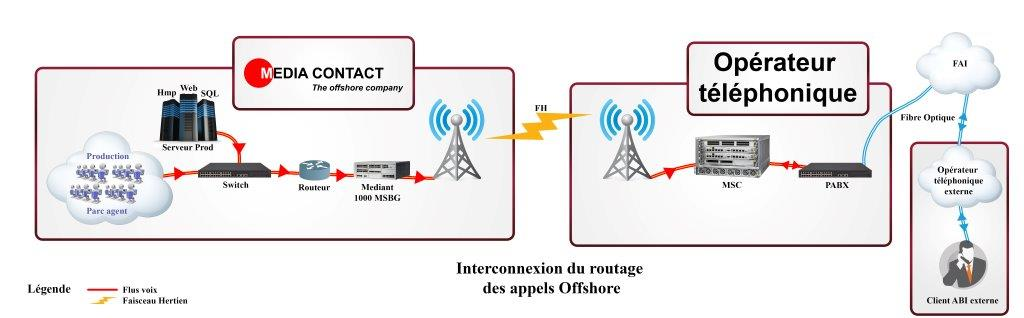 MEDIA CONTACT
The offshore company
Hmp Web SQL
Serveur Prod
Production
Parc agent
Switch
Routeur
Mediant
1000 MSBG
FH
Opérateur
téléphonique
MSC
PABX
FAI
Fibre Optique
Opérateur
téléphonique
externe
Client ABI externe
Interconnexion du routage
des appels Offshore
Légende
Flus voix
Faisceau Hertien